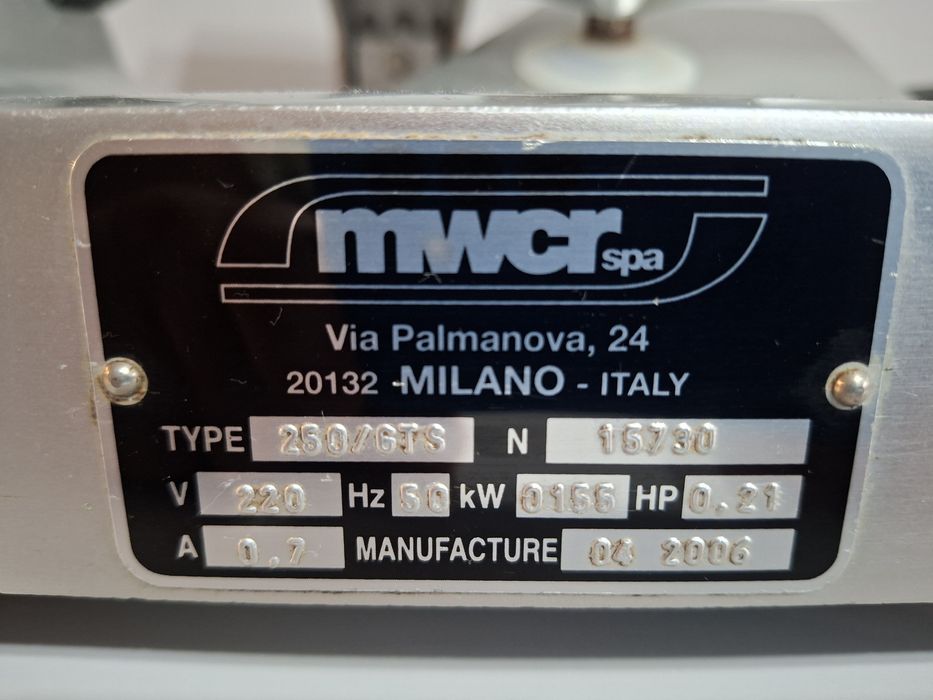 mwcr spa
Via Palmanova, 24
20132 - MILANO - ITALY
TYPE 250/GTS N 15730
V 220 Hz 50 kW 0155 HP 0.21
A 0,7 MANUFACTURE 04 2006